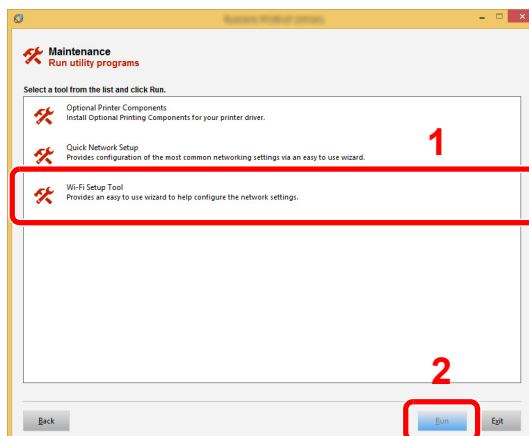 Maintenance
Run utility programs
Select a tool from the list and click Run.
Optional Printer Components
Install Optional Printing Components for your printer driver.
1
Quick Network Setup
Provides configuration of the most common networking settings via an easy to use wizard.
Wi-Fi Setup Tool
Provides an easy to use wizard to help configure the network settings.
2
Back
Run
Exit